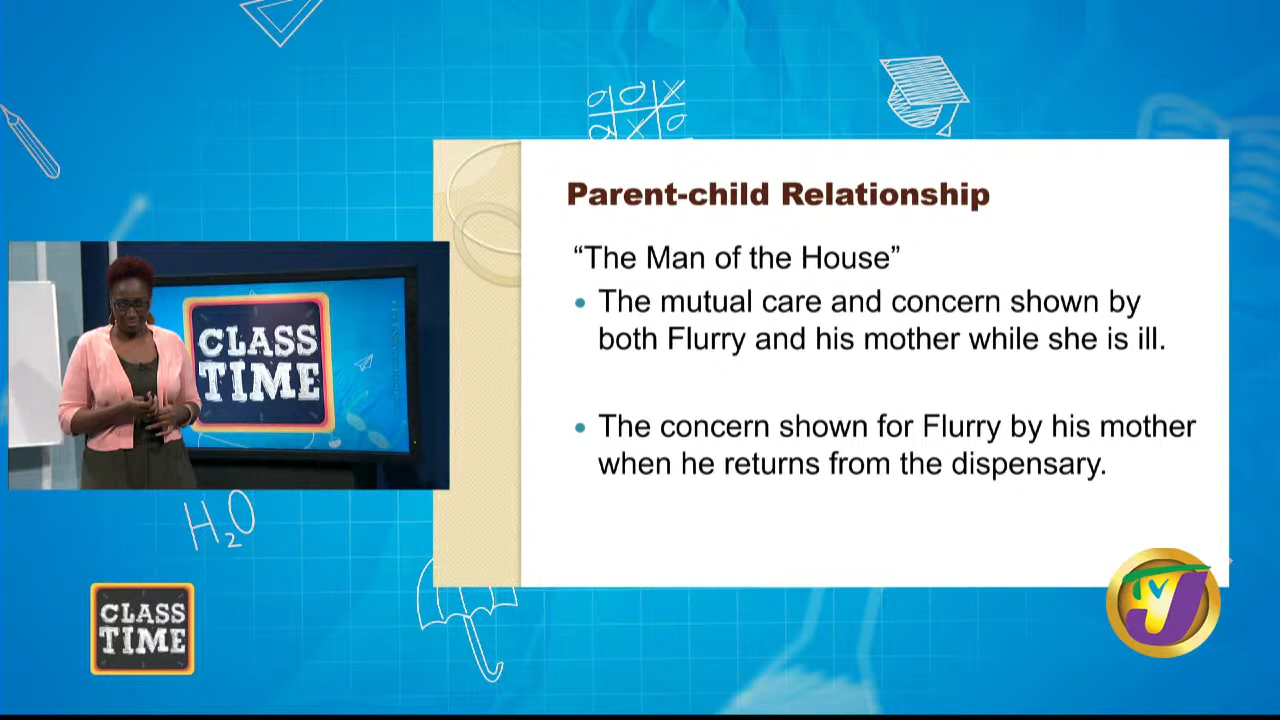 Parent-child Relationship
“The Man of the House”
• The mutual care and concern shown by
both Flurry and his mother while she is ill.
• The concern shown for Flurry by his mother
when he returns from the dispensary.
CLASS
TIME
H₂O
CLASS
TIME
TVJ
O O X
O X O